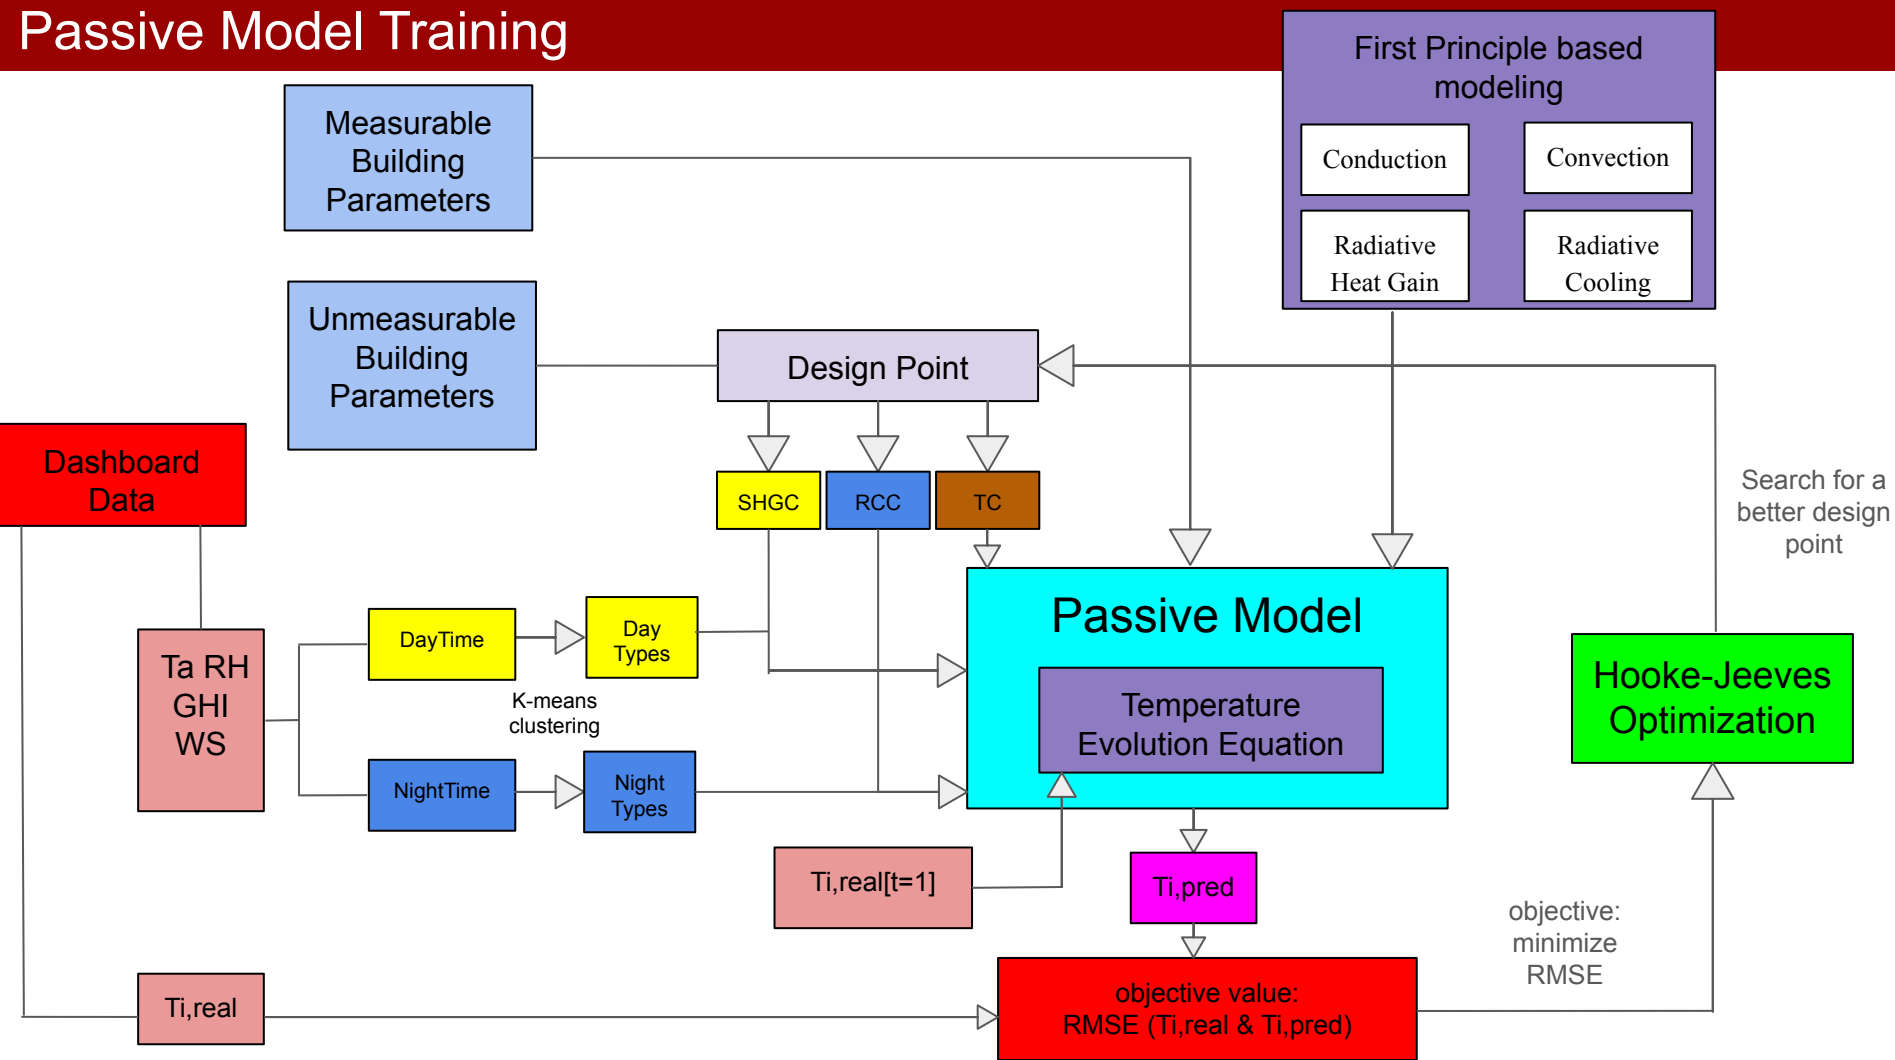 Passive Model Training
First Principle based
modeling
Conduction
Convection
Radiative
Heat Gain
Radiative
Cooling
Measurable
Building
Parameters
Unmeasurable
Building
Parameters
Design Point
Dashboard
Data
SHGC
RCC
TC
Search for a
better design
point
Ta RH
GHI
WS
DayTime
Day
Types
K-means
clustering
NightTime
Night
Types
Passive Model
Temperature
Evolution Equation
Hooke-Jeeves
Optimization
Ti,real[t=1]
Ti,pred
objective:
minimize
RMSE
Ti,real
objective value:
RMSE (Ti,real & Ti,pred)